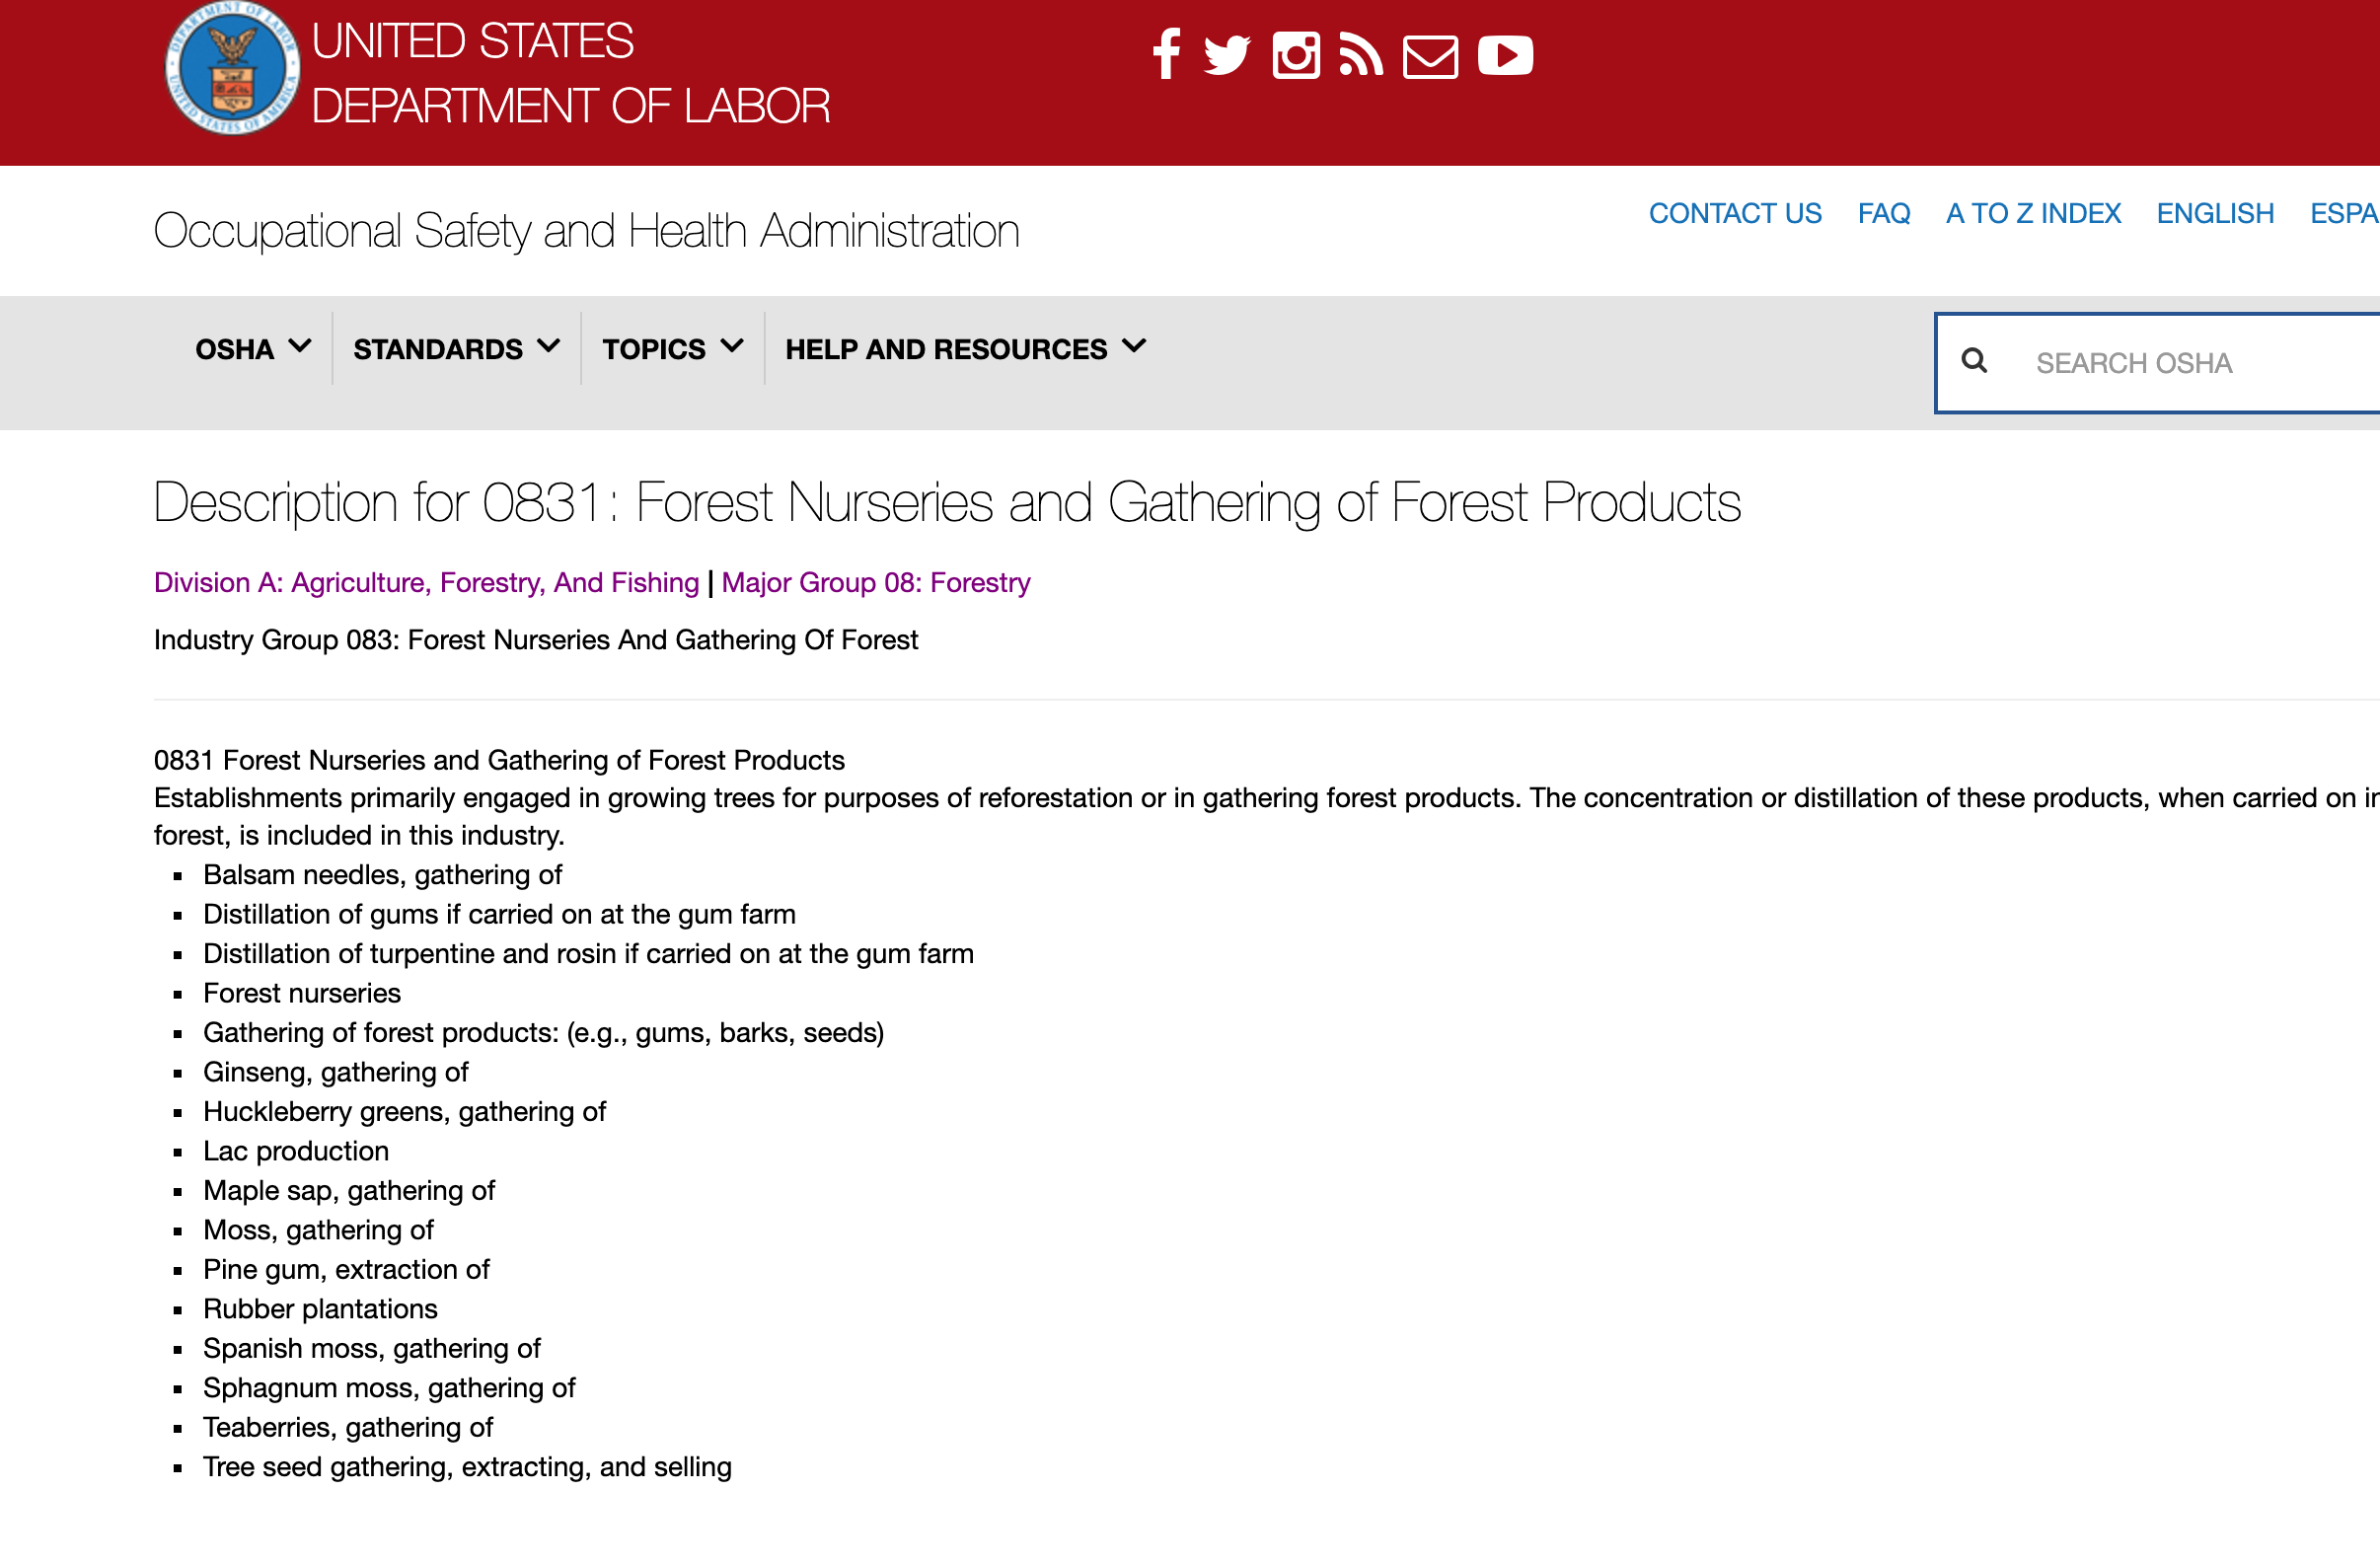 DEPARTMENT OF LABOR
UNITED STATES OF AMERICA
UNITED STATES
DEPARTMENT OF LABOR
Occupational Safety and Health Administration
CONTACT US FAQ A TO Z INDEX ENGLISH ESPA
OSHA STANDARDS TOPICS HELP AND RESOURCES
SEARCH OSHA
Description for 0831: Forest Nurseries and Gathering of Forest Products
Division A: Agriculture, Forestry, And Fishing | Major Group 08: Forestry
Industry Group 083: Forest Nurseries And Gathering Of Forest
0831 Forest Nurseries and Gathering of Forest Products
Establishments primarily engaged in growing trees for purposes of reforestation or in gathering forest products. The concentration or distillation of these products, when carried on in
forest, is included in this industry.
▪ Balsam needles, gathering of
▪ Distillation of gums if carried on at the gum farm
▪ Distillation of turpentine and rosin if carried on at the gum farm
▪ Forest nurseries
▪ Gathering of forest products: (e.g., gums, barks, seeds)
▪ Ginseng, gathering of
▪ Huckleberry greens, gathering of
▪ Lac production
▪ Maple sap, gathering of
▪ Moss, gathering of
▪ Pine gum, extraction of
▪ Rubber plantations
▪ Spanish moss, gathering of
▪ Sphagnum moss, gathering of
▪ Teaberries, gathering of
▪ Tree seed gathering, extracting, and selling